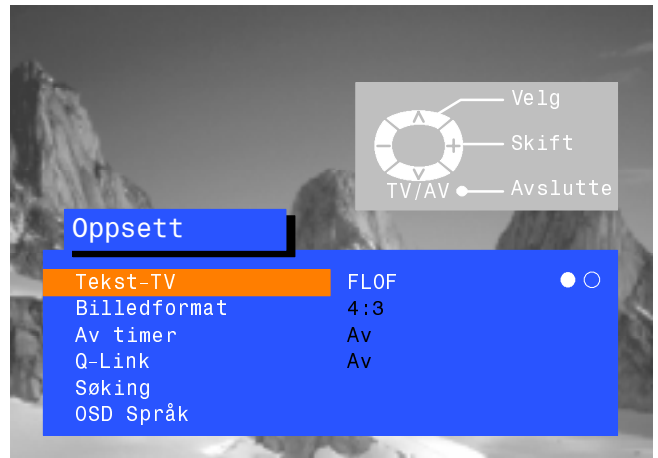 Velg
Skift
TV/AV Avslutte
Oppsett
Tekst-TV FLOF
Billedformat 4:3
Av timer Av
Q-Link Av
Søking
OSD Språk